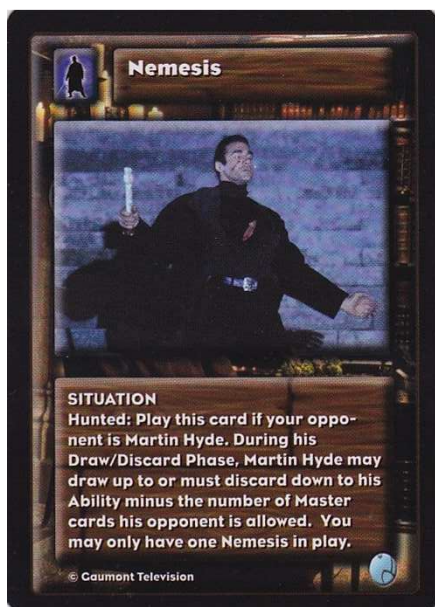 Nemesis
SITUATION
Hunted: Play this card if your oppo-
nent is Martin Hyde. During his
Draw/Discard Phase, Martin Hyde may
draw up to or must discard down to his
Ability minus the number of Master
cards his opponent is allowed. You
may only have one Nemesis in play.
© Gaumont Television